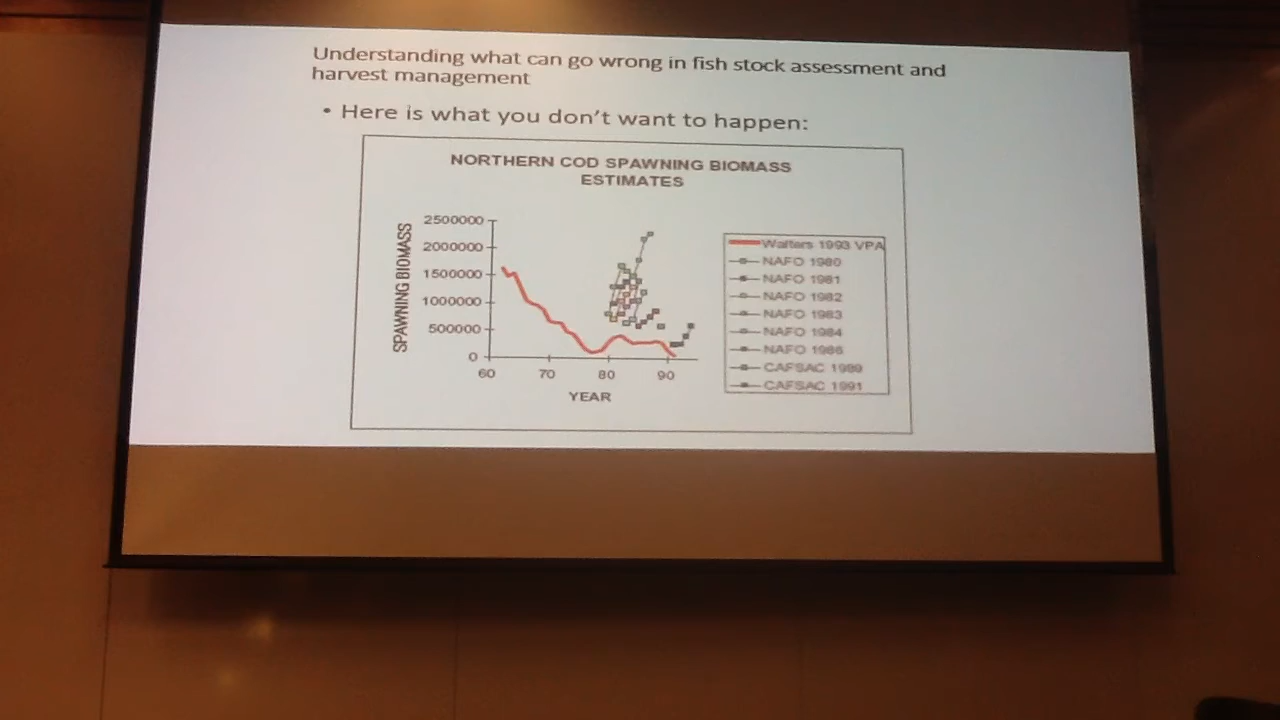 Understanding what can go wrong in fish stock assessment and
harvest management
• Here is what you don't want to happen:
NORTHERN COD SPAWNING BIOMASS
ESTIMATES
SPAWNING BIOMASS
2500000
2000000
1500000
1000000
500000
0
60 70 80 90
YEAR
Walters 1993 VPA
NAFO 1980
NAFO 1981
NAFO 1982
NAFO 1983
NAFO 1984
NAFO 1986
CAFSAC 1989
CAFSAC 1991